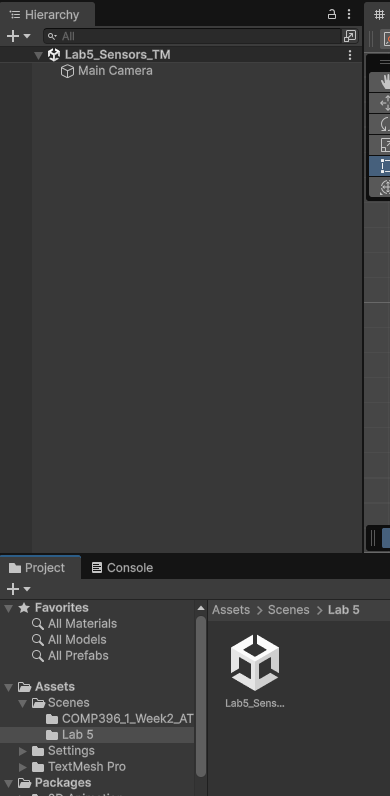 Hierarchy
All
Lab5_Sensors_TM
Main Camera
Project
Console
Favorites
All Materials
All Models
All Prefabs
Assets
Scenes
COMP396_1_Week2_AT
Lab 5
Settings
TextMesh Pro
Packages
Assets > Scenes > Lab 5
Lab5_Sens...